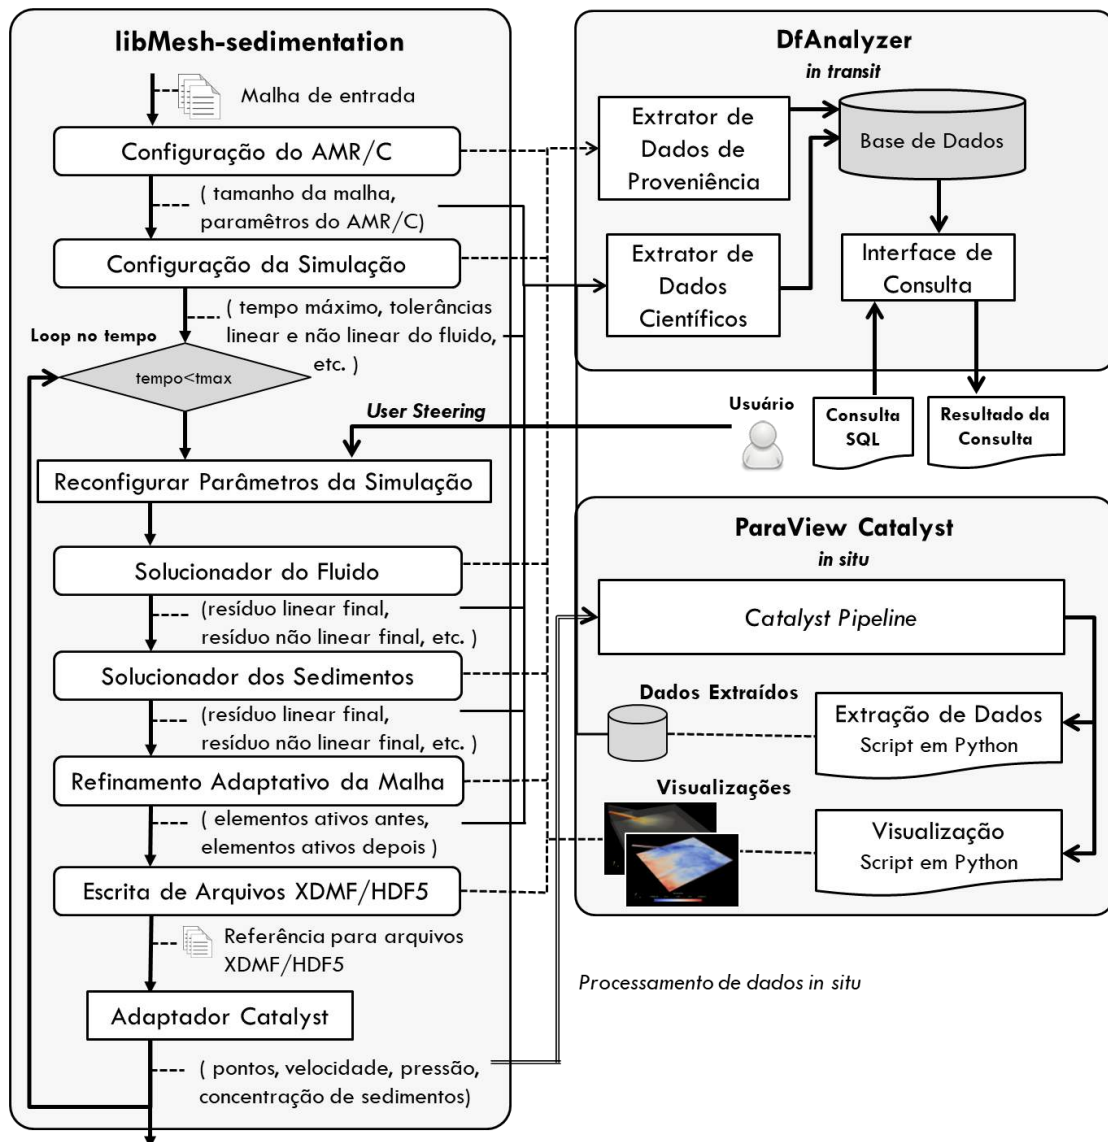 libMesh-sedimentation
Malha de entrada
Configuração do AMR/C
( tamanho da malha,
paramêtros do AMR/C)
Configuração da Simulação
( tempo máximo, tolerâncias
linear e não linear do fluido,
etc. )
Loop no tempo
tempo<tmax
User Steering
Reconfigurar Parâmetros da Simulação
Solucionador do Fluido
(resíduo linear final,
resíduo não linear final, etc. )
Solucionador dos Sedimentos
(resíduo linear final,
resíduo não linear final, etc. )
Refinamento Adaptativo da Malha
( elementos ativos antes,
elementos ativos depois )
Escrita de Arquivos XDMF/HDF5
Referência para arquivos
XDMF/HDF5
Adaptador Catalyst
( pontos, velocidade, pressão,
concentração de sedimentos)
DfAnalyzer
in transit
Extrator de
Dados de
Proveniência
Base de Dados
Extrator de
Dados
Científicos
Interface de
Consulta
Usuário
Consulta
SQL
Resultado da
Consulta
ParaView Catalyst
in situ
Catalyst Pipeline
Dados Extraídos
Extração de Dados
Script em Python
Visualizações
Visualização
Script em Python
Processamento de dados in situ